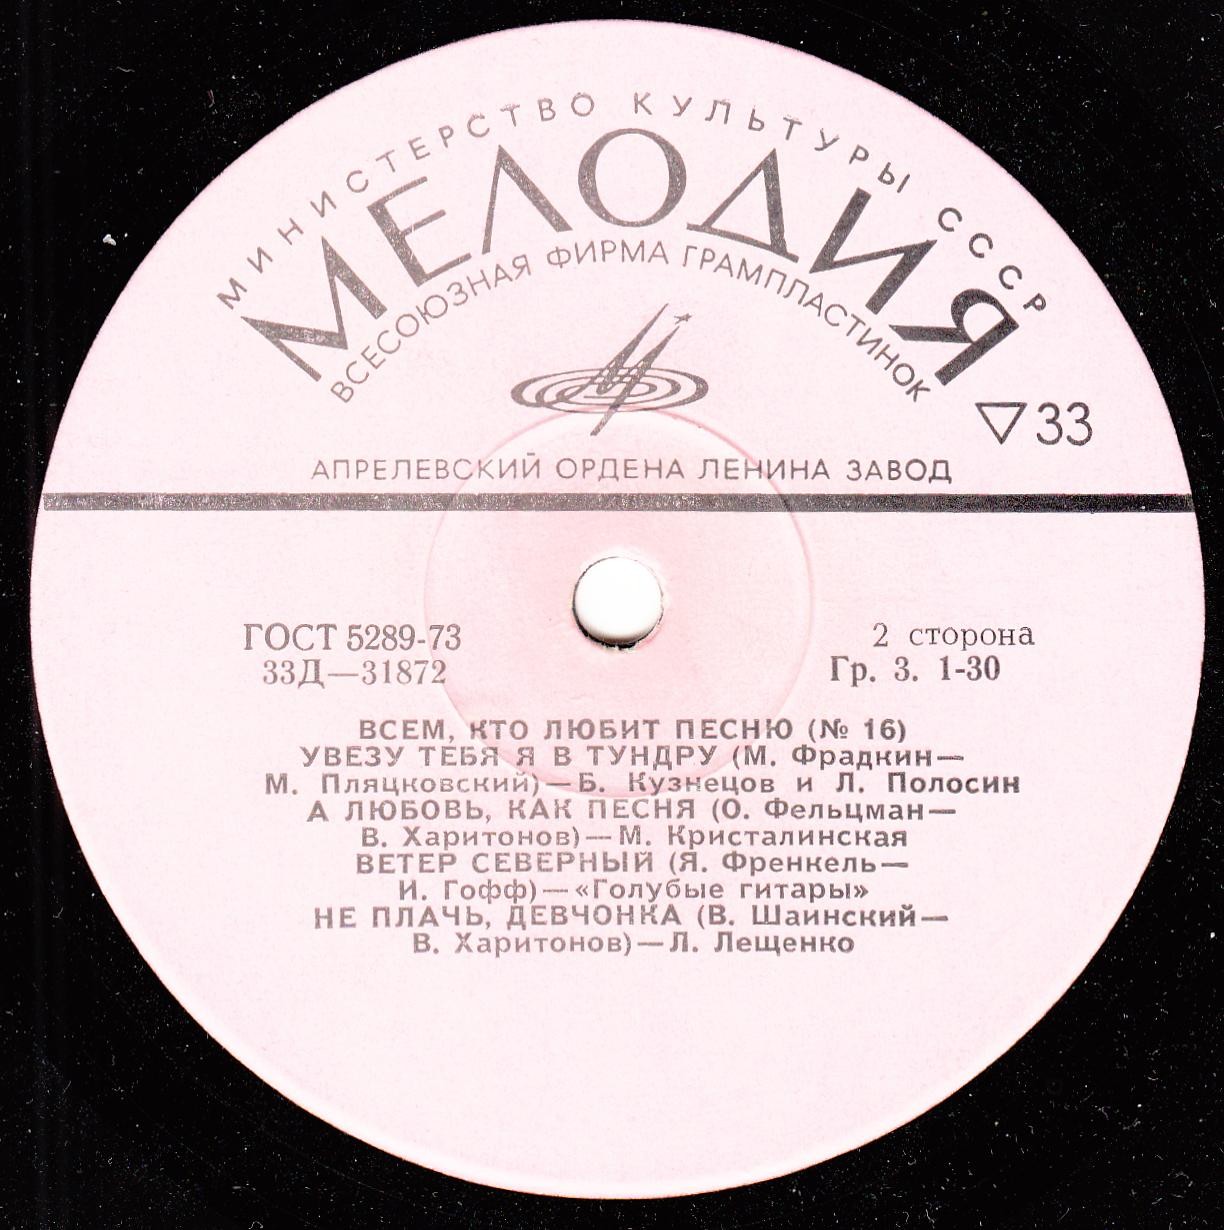 МИНИСТЕРСТВО КУЛЬТУРЫ СССР
МЕЛОДИЯ
ВСЕСОЮЗНАЯ ФИРМА ГРАМПЛАСТИНОК
▽33
АПРЕЛЕВСКИЙ ОРДЕНА ЛЕНИНА ЗАВОД
ГОСТ 5289-73 2 сторона
33Д—31872 Гр. 3. 1-30
ВСЕМ, КТО ЛЮБИТ ПЕСНЮ (№ 16)
УВЕЗУ ТЕБЯ Я В ТУНДРУ (М. Фрадкин—
М. Пляцковский)—Б. Кузнецов и Л. Полосин
А ЛЮБОВЬ, КАК ПЕСНЯ (О. Фельцман—
В. Харитонов)—М. Кристалинская
ВЕТЕР СЕВЕРНЫЙ (Я. Френкель—
И. Гофф)—«Голубые гитары»
НЕ ПЛАЧЬ, ДЕВЧОНКА (В. Шаинский—
В. Харитонов)—Л. Лещенко